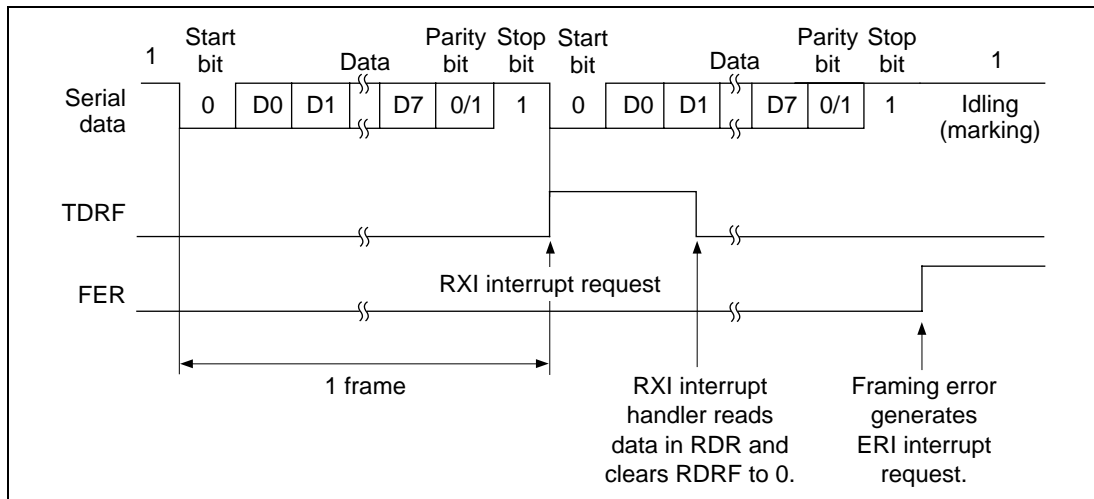 1 Start bit Data Parity bit Stop bit Start bit Data Parity bit Stop bit 1
Serial data 0 D0 D1 D7 0/1 1 0 D0 D1 D7 0/1 1 Idling (marking)
TDRF
RXI interrupt request
FER
1 frame
RXI interrupt
handler reads
data in RDR and
clears RDRF to 0.
Framing error
generates
ERI interrupt
request.